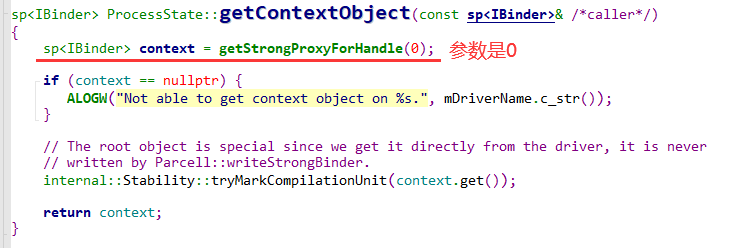 sp<IBinder> ProcessState::getContextObject(const sp<IBinder>& /*caller*/)
{
    sp<IBinder> context = getStrongProxyForHandle(0); 参数是0
    if (context == nullptr) {
        ALOGW("Not able to get context object on %s.", mDriverName.c_str());
    }
    // The root object is special since we get it directly from the driver, it is never
    // written by Parcell::writeStrongBinder.
    internal::Stability::tryMarkCompilationUnit(context.get());
    return context;
}